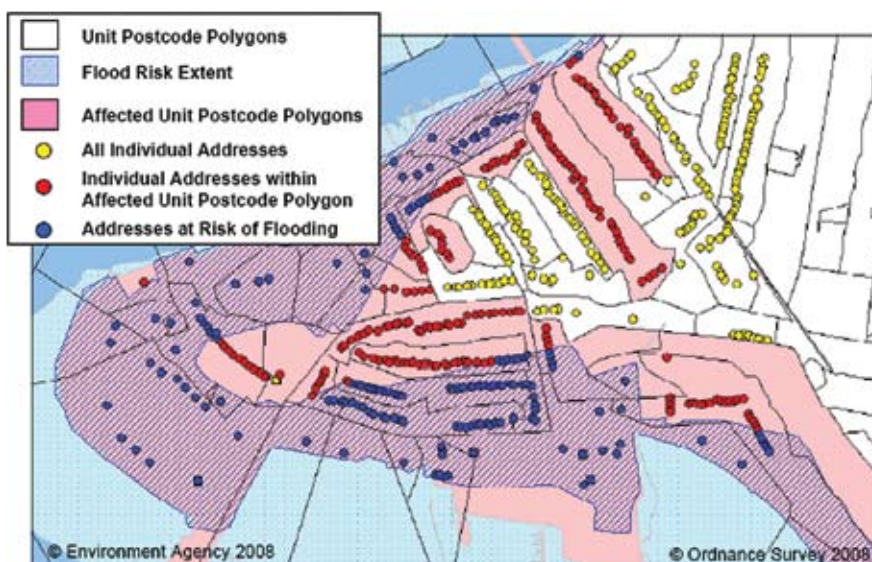 Unit Postcode Polygons
Flood Risk Extent
Affected Unit Postcode Polygons
All Individual Addresses
Individual Addresses within
Affected Unit Postcode Polygon
Addresses at Risk of Flooding
© Environment Agency 2008
© Ordnance Survey 2008